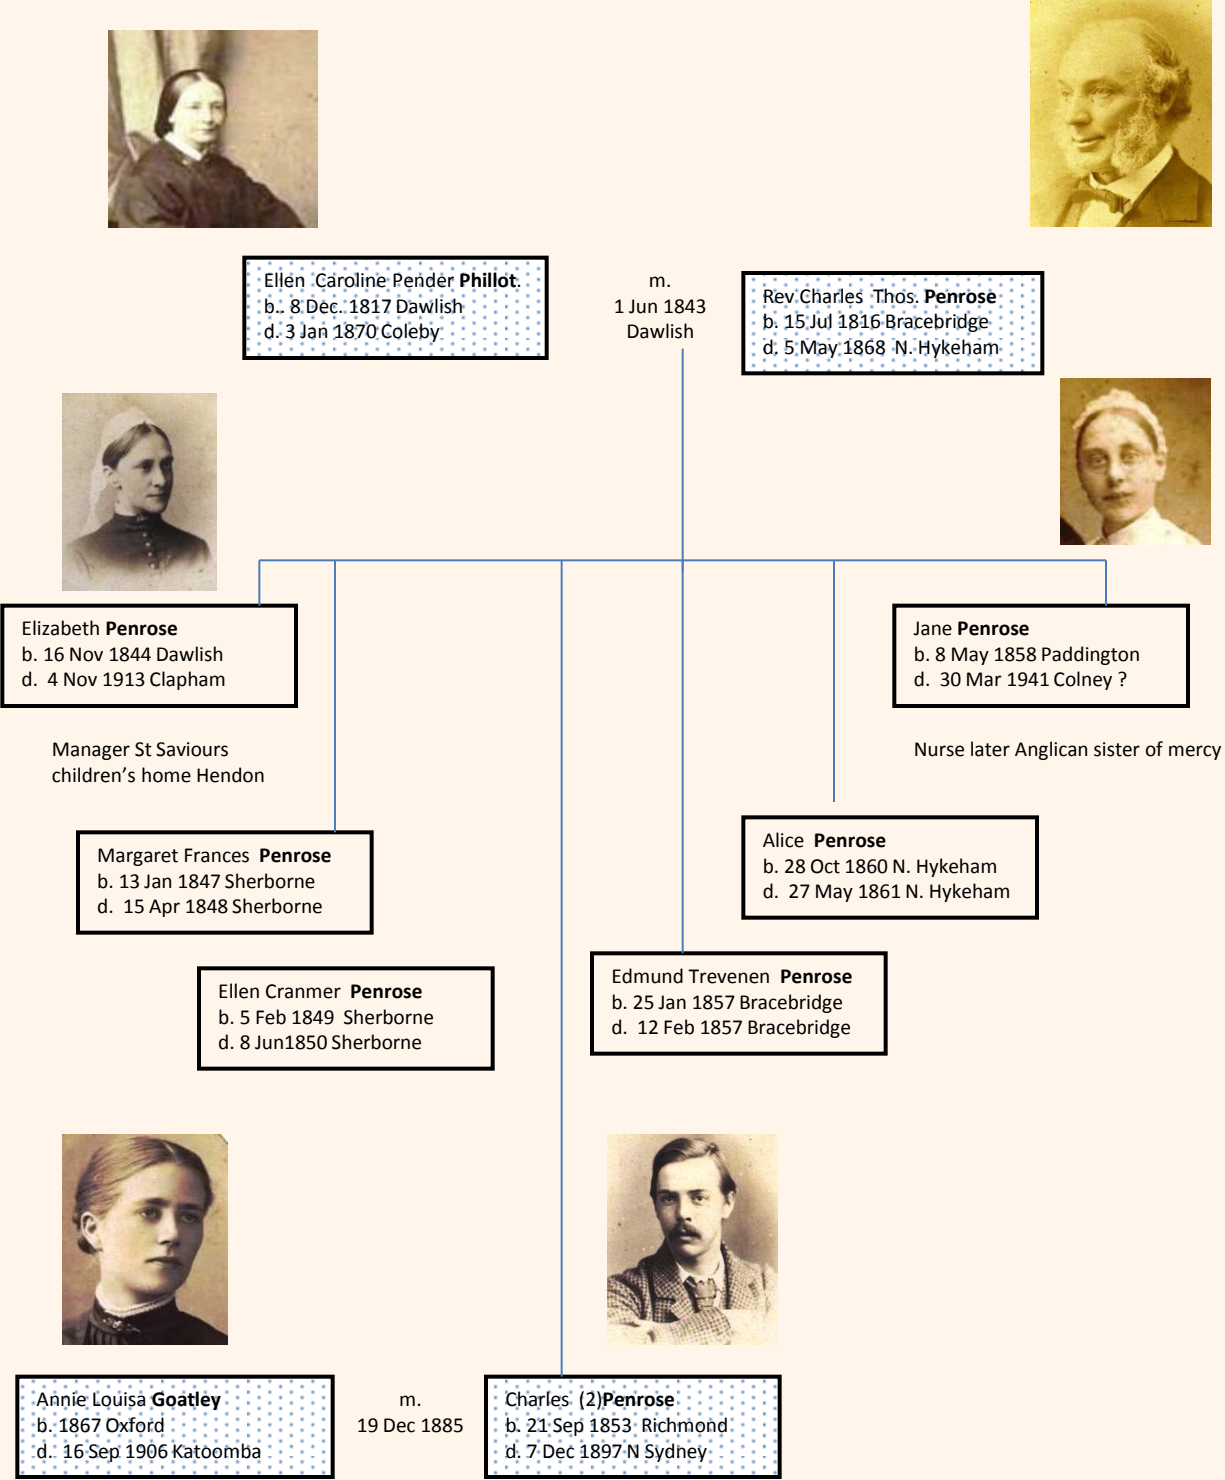 Ellen Caroline Pender Phillot.
b.. 8 Dec. 1817 Dawlish
d. 3 Jan 1870 Coleby
m.
1 Jun 1843
Dawlish
Rev Charles Thos. Penrose
b. 15 Jul 1816 Bracebridge
d. 5 May 1868 N. Hykeham
Elizabeth Penrose
b. 16 Nov 1844 Dawlish
d. 4 Nov 1913 Clapham
Jane Penrose
b. 8 May 1858 Paddington
d. 30 Mar 1941 Colney ?
Manager St Saviours
children's home Hendon
Nurse later Anglican sister of mercy
Margaret Frances Penrose
b. 13 Jan 1847 Sherborne
d. 15 Apr 1848 Sherborne
Alice Penrose
b. 28 Oct 1860 N. Hykeham
d. 27 May 1861 N. Hykeham
Ellen Cranmer Penrose
b. 5 Feb 1849 Sherborne
d. 8 Jun1850 Sherborne
Edmund Trevenen Penrose
b. 25 Jan 1857 Bracebridge
d. 12 Feb 1857 Bracebridge
Annie Louisa Goatley
b. 1867 Oxford
d. 16 Sep 1906 Katoomba
m.
19 Dec 1885
Charles (2)Penrose
b. 21 Sep 1853 Richmond
d. 7 Dec 1897 N Sydney